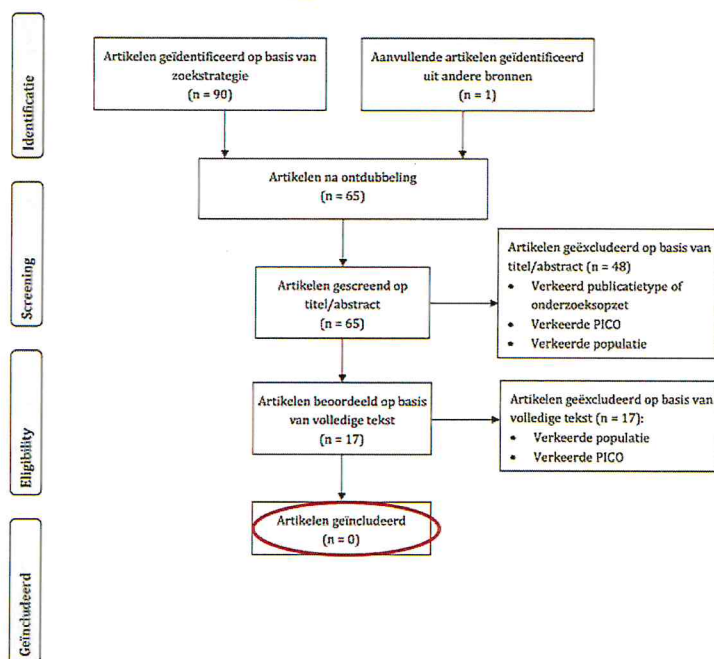 Identificatie
Artikelen geïdentificeerd op basis van
zoekstrategie
(n = 90)
Aanvullende artikelen geïdentificeerd
uit andere bronnen
(n = 1)
Artikelen na ontdubbeling
(n = 65)
Screening
Artikelen gescreend op
titel/abstract
(n = 65)
Artikelen geëxcludeerd op basis van
titel/abstract (n = 48)
• Verkeerd publicatietype of
onderzoeksopzet
• Verkeerde PICO
• Verkeerde populatie
Eligibility
Artikelen beoordeeld op basis
van volledige tekst
(n = 17)
Artikelen geëxcludeerd op basis van
volledige tekst (n = 17):
• Verkeerde populatie
• Verkeerde PICO
Geïncludeerd
Artikelen geïncludeerd
(n = 0)